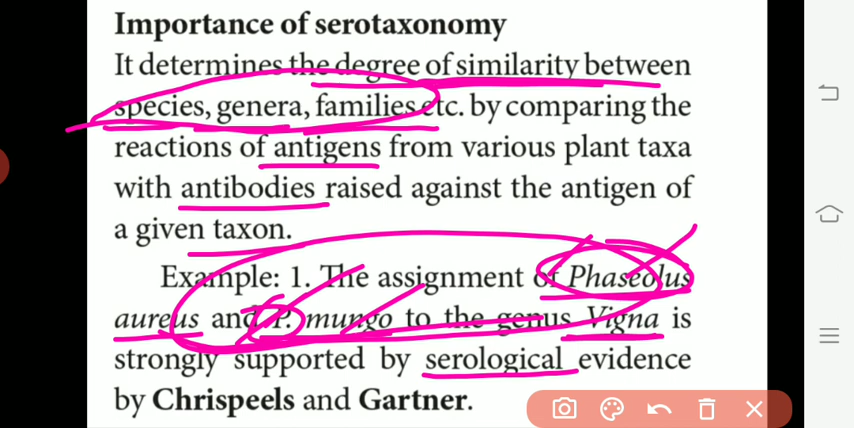 Importance of serotaxonomy
It determines the degree of similarity between
species, genera, families etc. by comparing the
reactions of antigens from various plant taxa
with antibodies raised against the antigen of
a given taxon.
Example: 1. The assignment of Phaseolus
aureus and P. mungo to the genus Vigna is
strongly supported by serological evidence
by Chrispeels and Gartner.